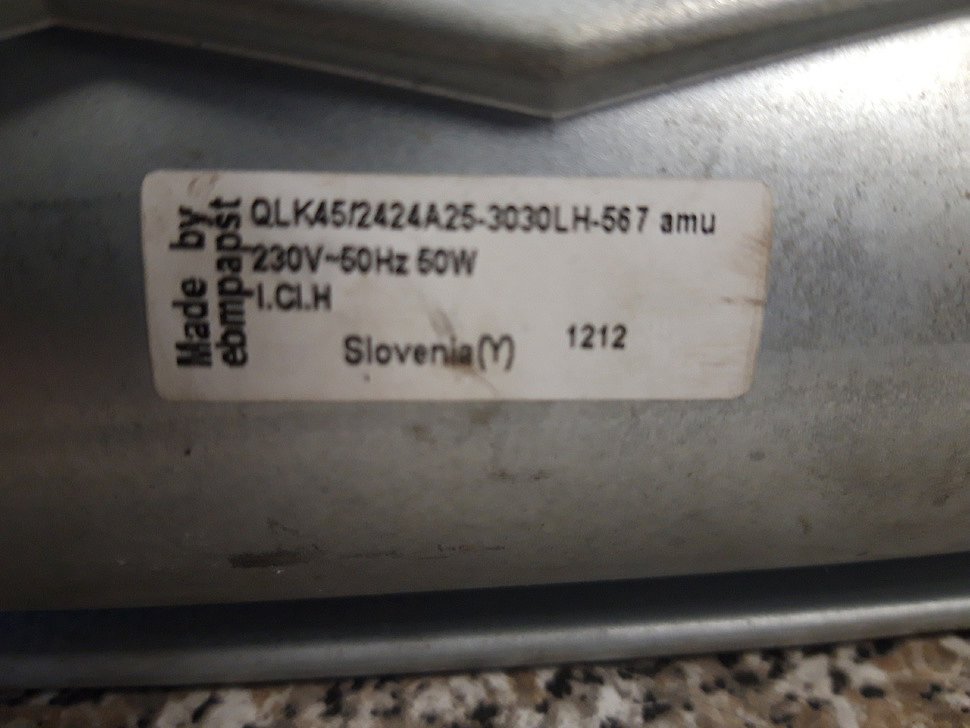 Made by
ebmpapst
QLK45/2424A25-3030LH-567 amu
230V~50Hz 50W
I.Cl.H
Slovenia(Y) 1212